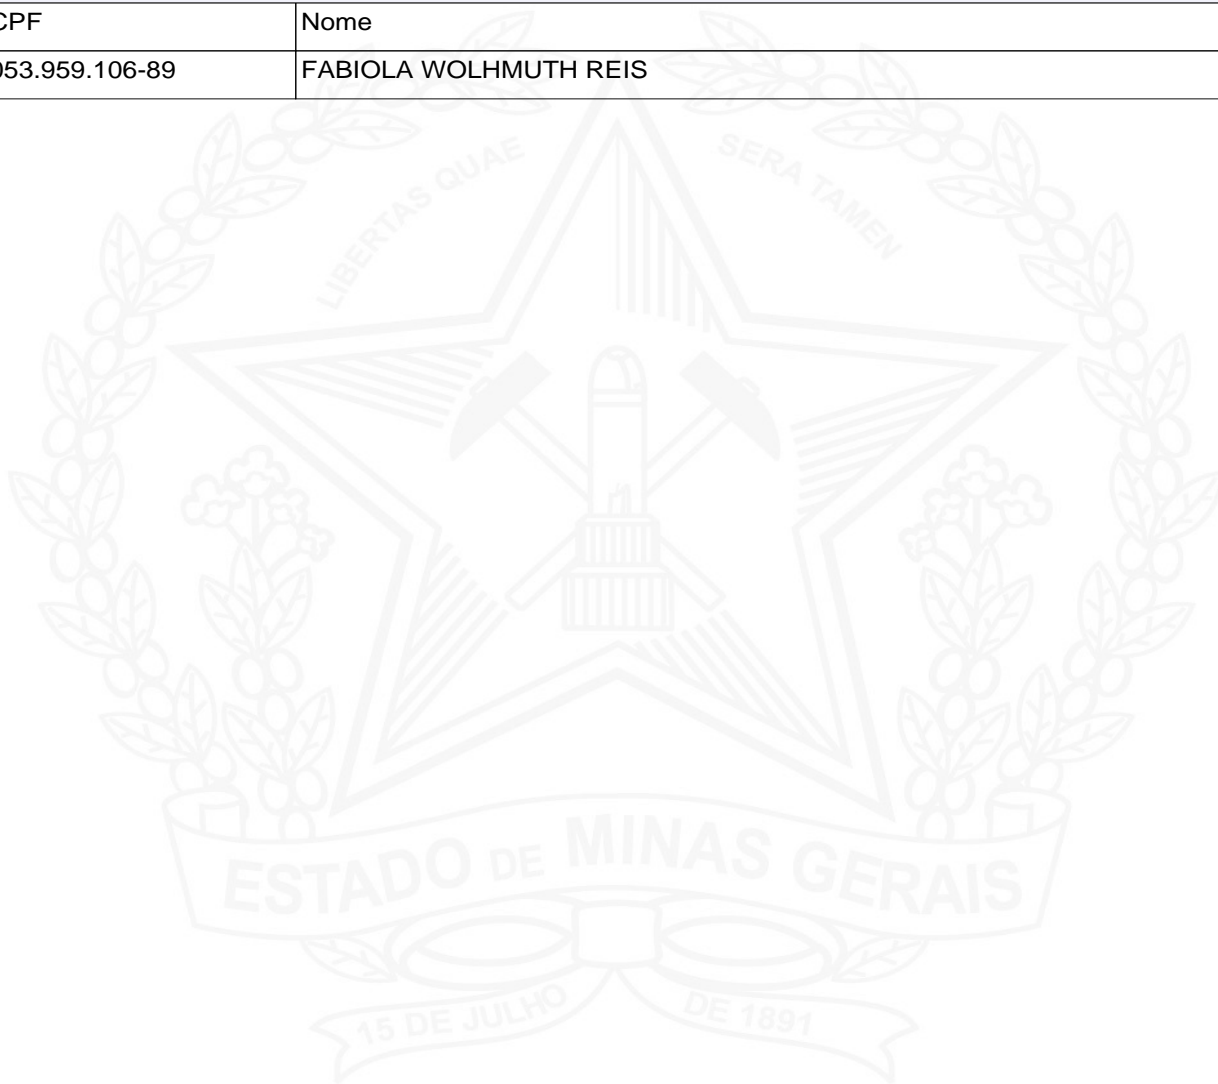 CPF Nome
053.959.106-89 FABIOLA WOLHMUTH REIS
LIBERTAS QUAE SERA TAMEN
ESTADO DE MINAS GERAIS
15 DE JULHO DE 1891